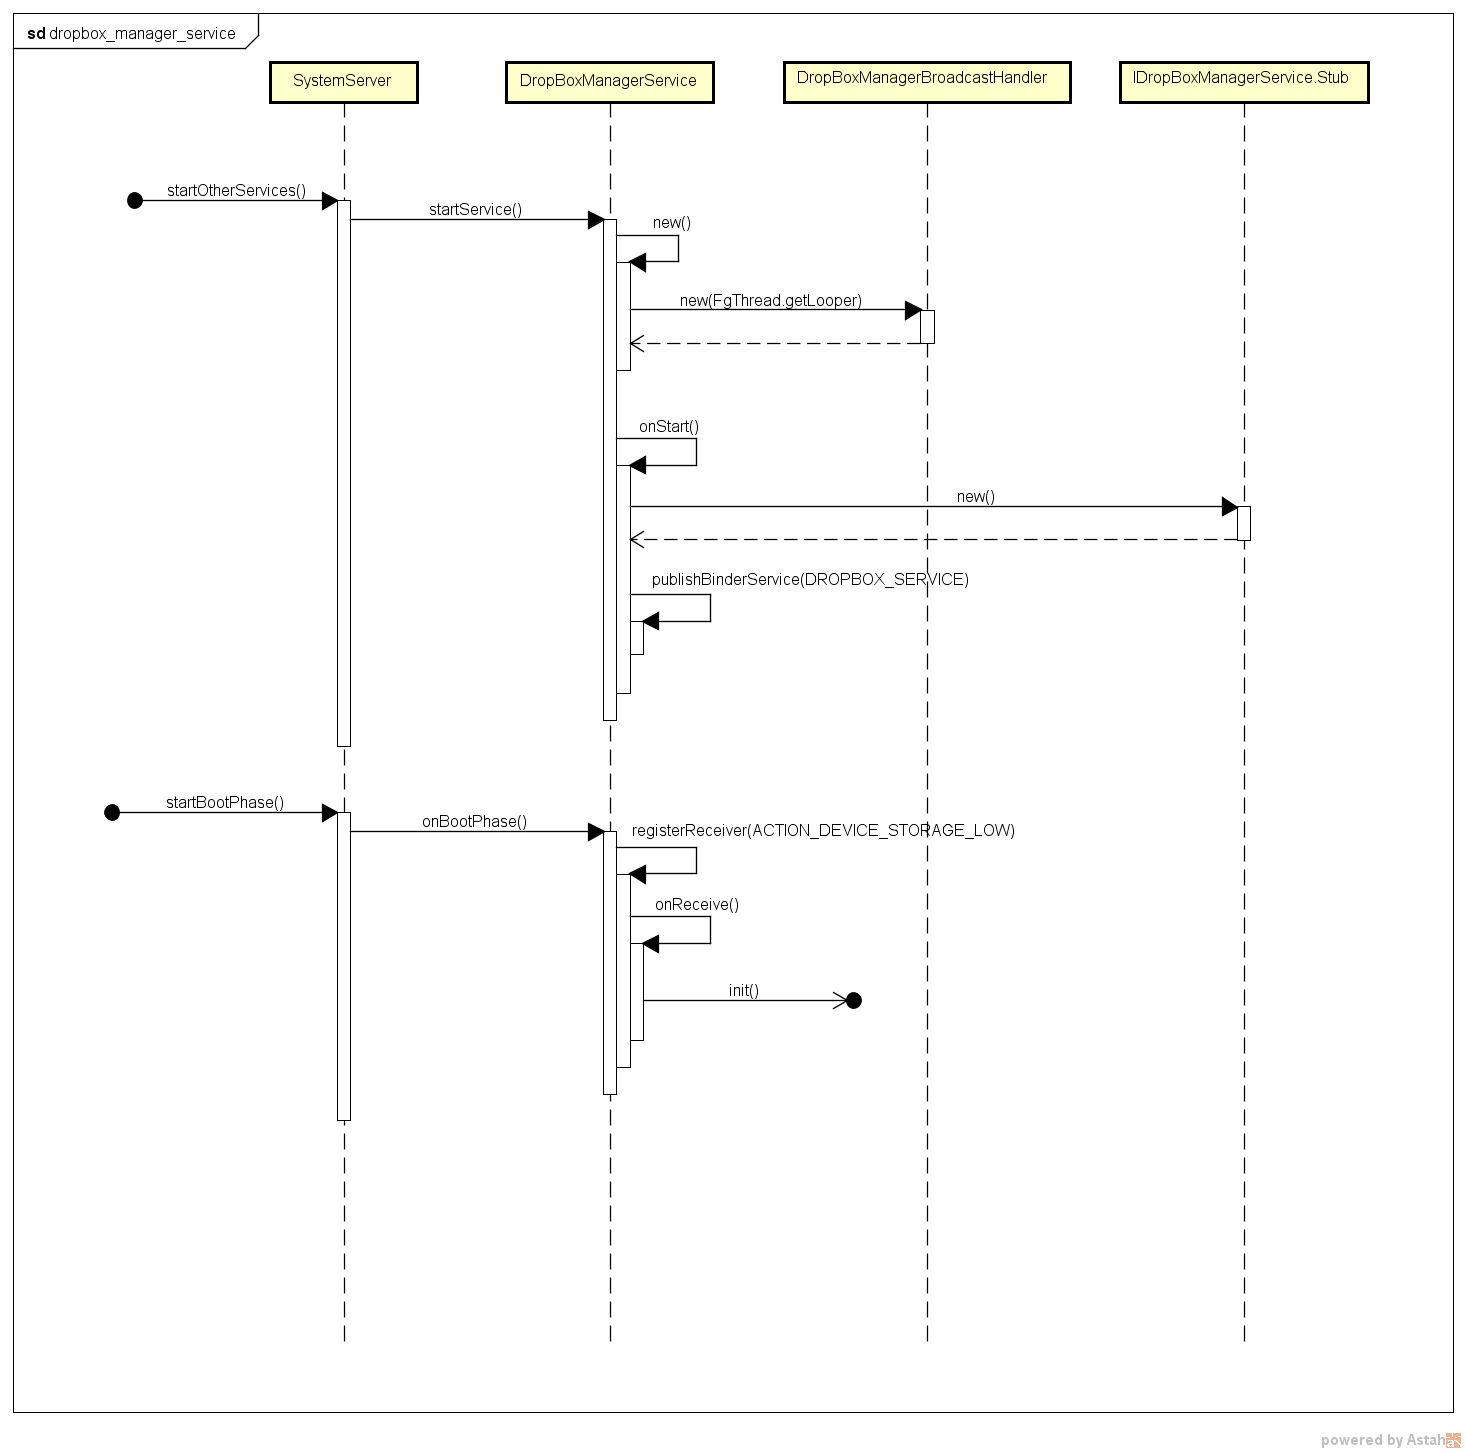 sd dropbox_manager_service
SystemServer
DropBoxManagerService
DropBoxManagerBroadcastHandler
IDropBoxManagerService.Stub
startOtherServices()
startService()
new()
new(FgThread.getLooper)
onStart()
new()
publishBinderService(DROPBOX_SERVICE)
startBootPhase()
onBootPhase()
registerReceiver(ACTION_DEVICE_STORAGE_LOW)
onReceive()
init()
powered by Astah